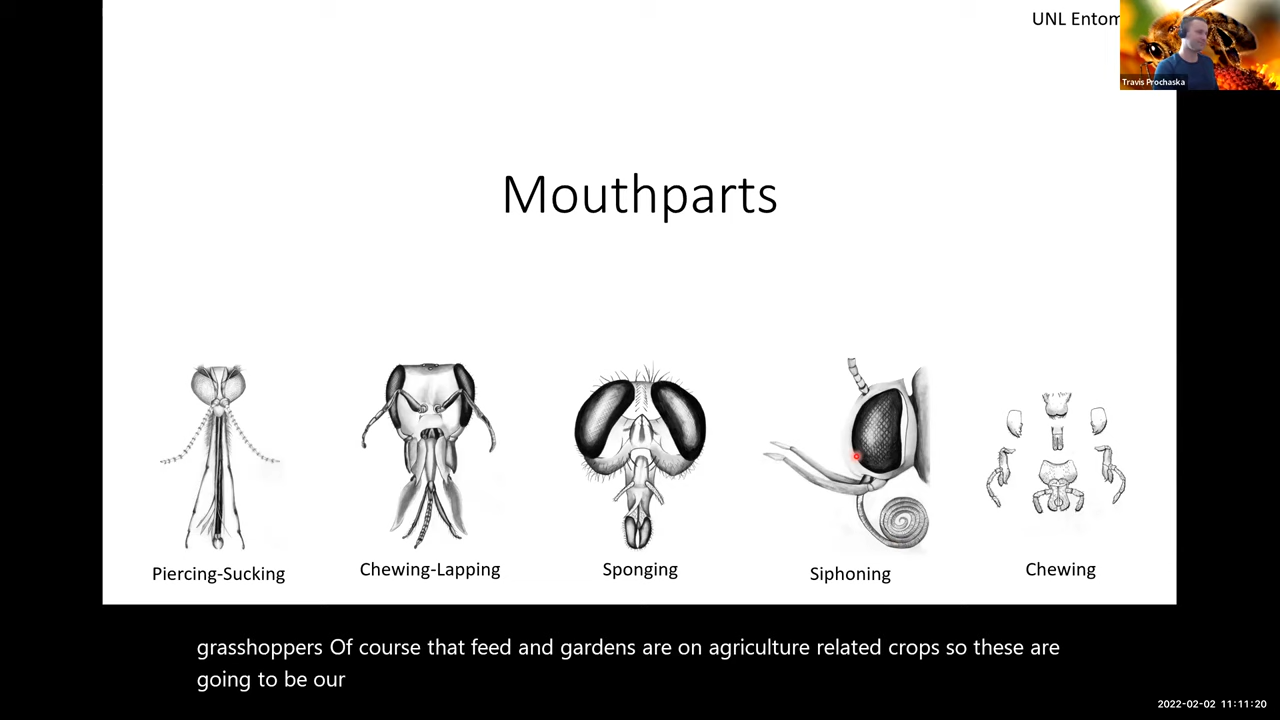 UNL Entom
Travis Prochaska
Mouthparts
Piercing-Sucking
Chewing-Lapping
Sponging
Siphoning
Chewing
grasshoppers Of course that feed and gardens are on agriculture related crops so these are
going to be our
2022-02-02 11:11:20